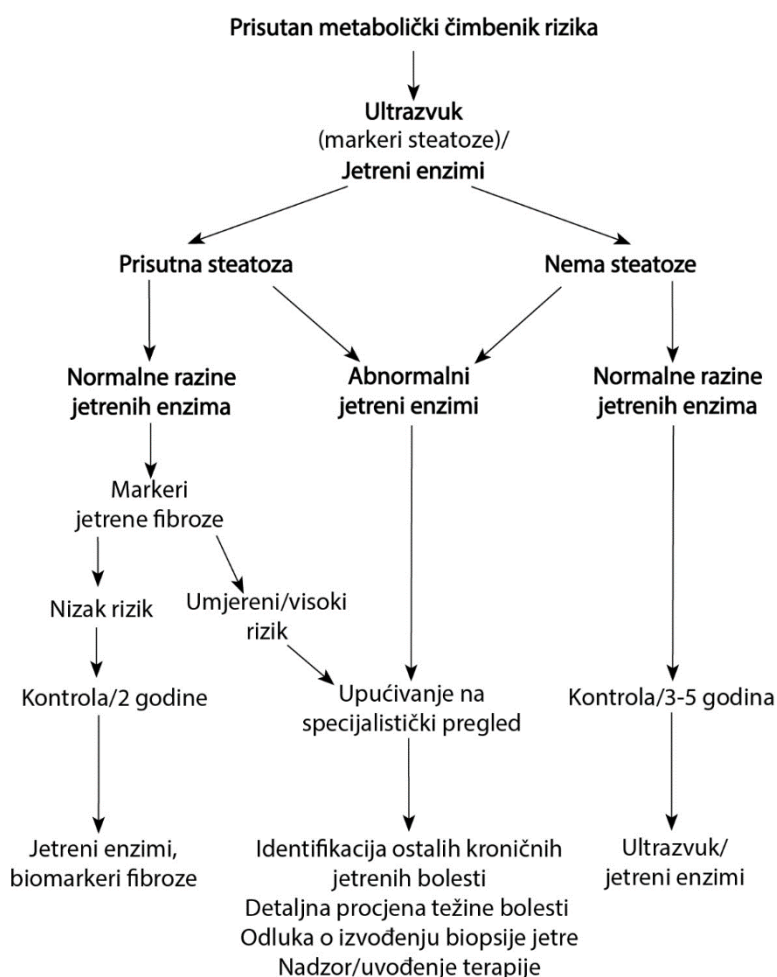 Prisutan metabolički čimbenik rizika
Ultrazvuk
(markeri steatoze)/
Jetreni enzimi
Prisutna steatoza
Nema steatoze
Normalne razine
jetrenih enzima
Abnormalni
jetreni enzimi
Normalne razine
jetrenih enzima
Markeri
jetrene fibroze
Nizak rizik
Umjereni/visoki
rizik
Kontrola/2 godine
Upućivanje na
specijalistički pregled
Kontrola/3-5 godina
Jetreni enzimi,
biomarkeri fibroze
Identifikacija ostalih kroničnih
jetrenih bolesti
Detaljna procjena težine bolesti
Odluka o izvođenju biopsije jetre
Nadzor/uvođenje terapije
Ultrazvuk/
jetreni enzimi